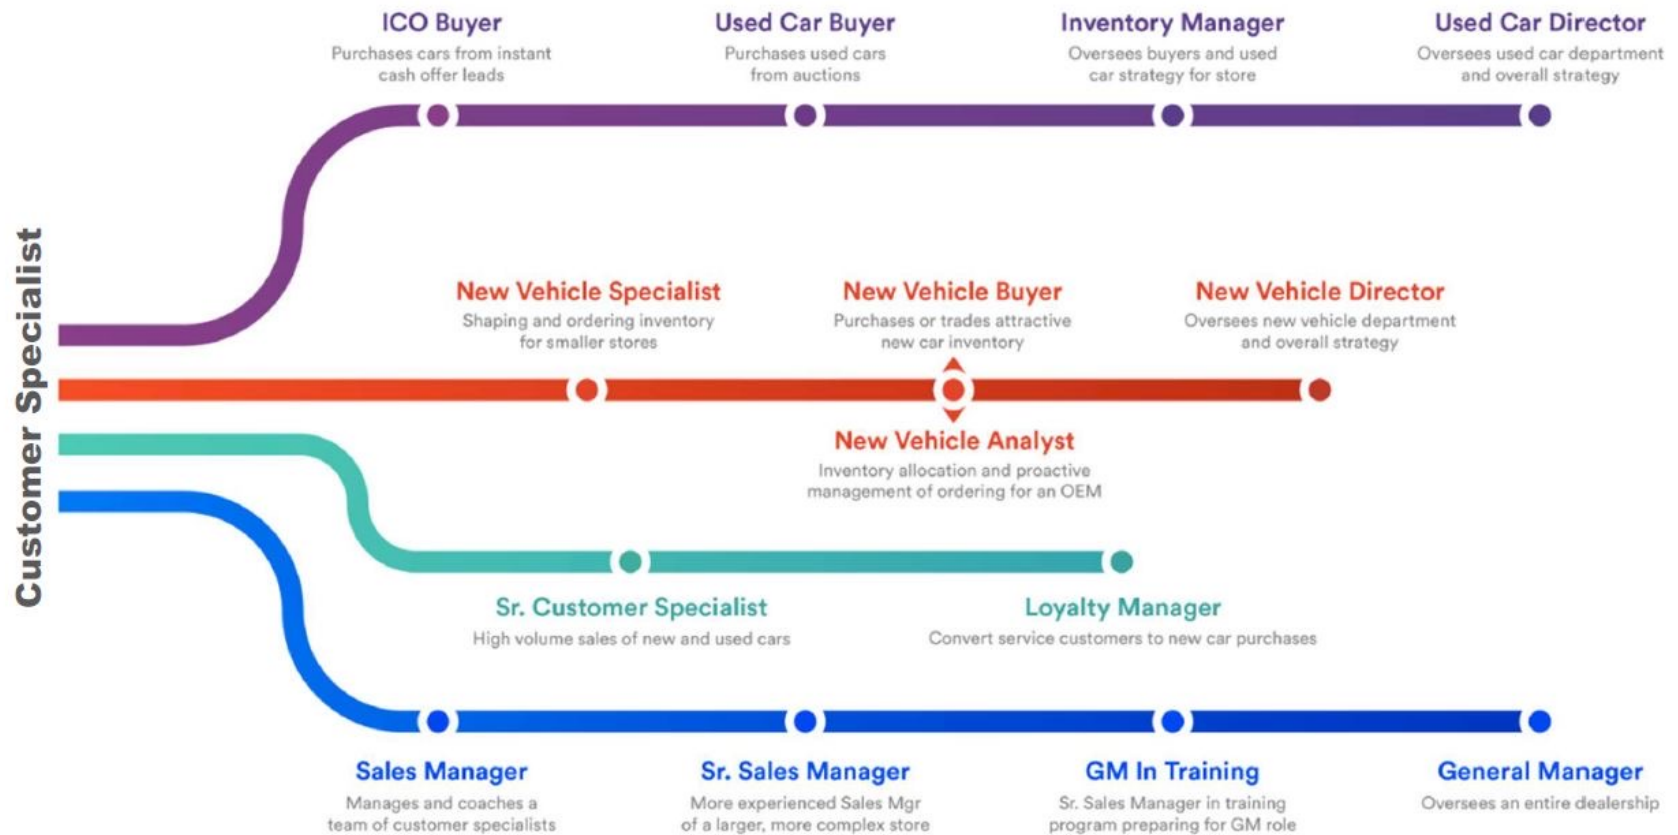 Customer Specialist
ICO Buyer
Purchases cars from instant
cash offer leads
Used Car Buyer
Purchases used cars
from auctions
Inventory Manager
Oversees buyers and used
car strategy for store
Used Car Director
Oversees used car department
and overall strategy
New Vehicle Specialist
Shaping and ordering inventory
for smaller stores
New Vehicle Buyer
Purchases or trades attractive
new car inventory
New Vehicle Director
Oversees new vehicle department
and overall strategy
New Vehicle Analyst
Inventory allocation and proactive
management of ordering for an OEM
Sr. Customer Specialist
High volume sales of new and used cars
Loyalty Manager
Convert service customers to new car purchases
Sales Manager
Manages and coaches a
team of customer specialists
Sr. Sales Manager
More experienced Sales Mgr
of a larger, more complex store
GM In Training
Sr. Sales Manager in training
program preparing for GM role
General Manager
Oversees an entire dealership